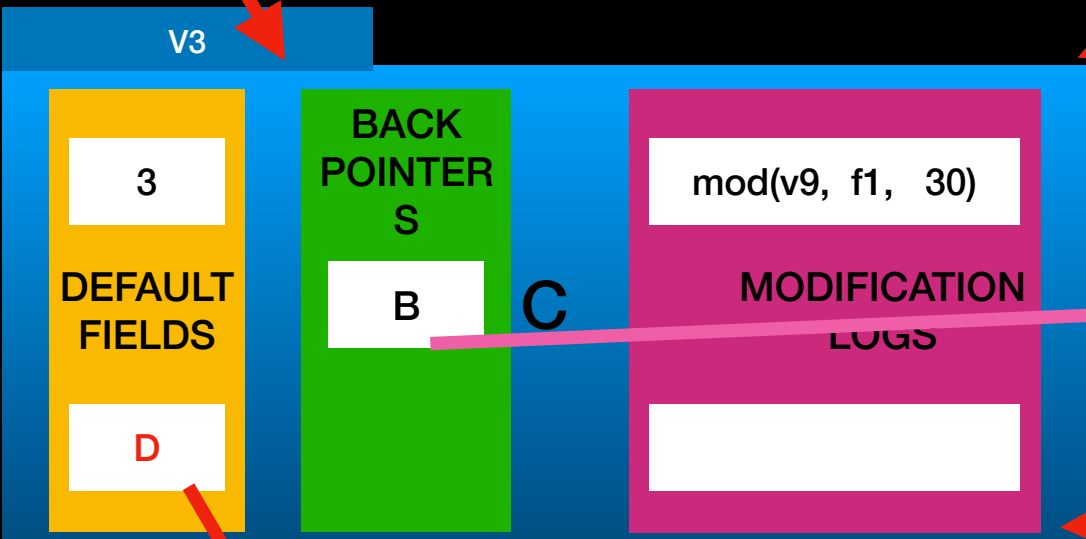 V3
3
DEFAULT
FIELDS
D
BACK
POINTER
S
B
C
mod(v9, f1, 30)
MODIFICATION
LOGS